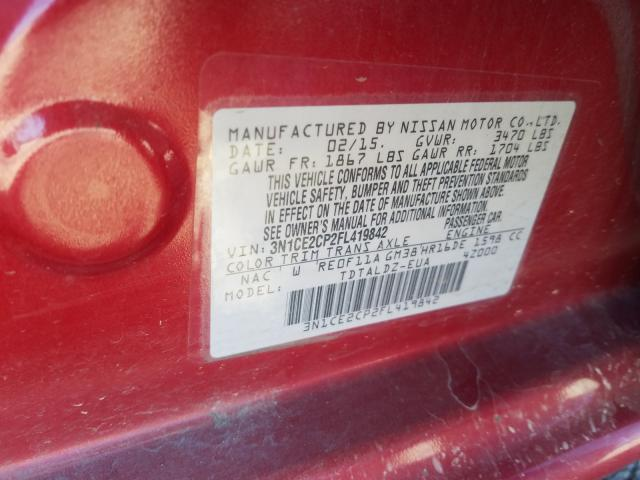 MANUFACTURED BY NISSAN MOTOR CO.,LTD.
DATE: 02/15. GVWR: 3470 LBS
GAWR FR: 1867 LBS GAWR RR: 1704 LBS
THIS VEHICLE CONFORMS TO ALL APPLICABLE FEDERAL MOTOR
VEHICLE SAFETY, BUMPER AND THEFT PREVENTION STANDARDS
IN EFFECT ON THE DATE OF MANUFACTURE SHOWN ABOVE.
SEE OWNER'S MANUAL FOR ADDITIONAL INFORMATION.
VIN: 3N1CE2CP2FL419842 PASSENGER CAR
COLOR TRIM TRANS AXLE ENGINE
NAC W RE0F11A GM38 HR16DE 1598 CC
MODEL: TDTALDZ-EUA 42000
3N1CE2CP2FL419842